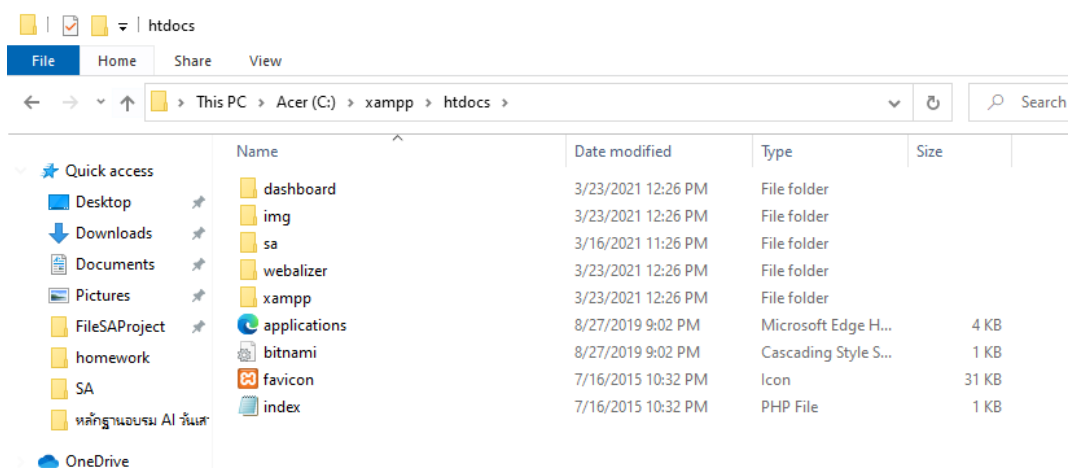 htdocs
File Home Share View
This PC > Acer (C:) > xampp > htdocs > Search
Name Date modified Type Size
Quick access
Desktop
Downloads
Documents
Pictures
FileSAProject
homework
SA
หลักฐานอบรม AI วันเส
OneDrive
dashboard 3/23/2021 12:26 PM File folder
img 3/23/2021 12:26 PM File folder
sa 3/16/2021 11:26 PM File folder
webalizer 3/23/2021 12:26 PM File folder
xampp 3/23/2021 12:26 PM File folder
applications 8/27/2019 9:02 PM Microsoft Edge H... 4 KB
bitnami 8/27/2019 9:02 PM Cascading Style S... 1 KB
favicon 7/16/2015 10:32 PM Icon 31 KB
index 7/16/2015 10:32 PM PHP File 1 KB